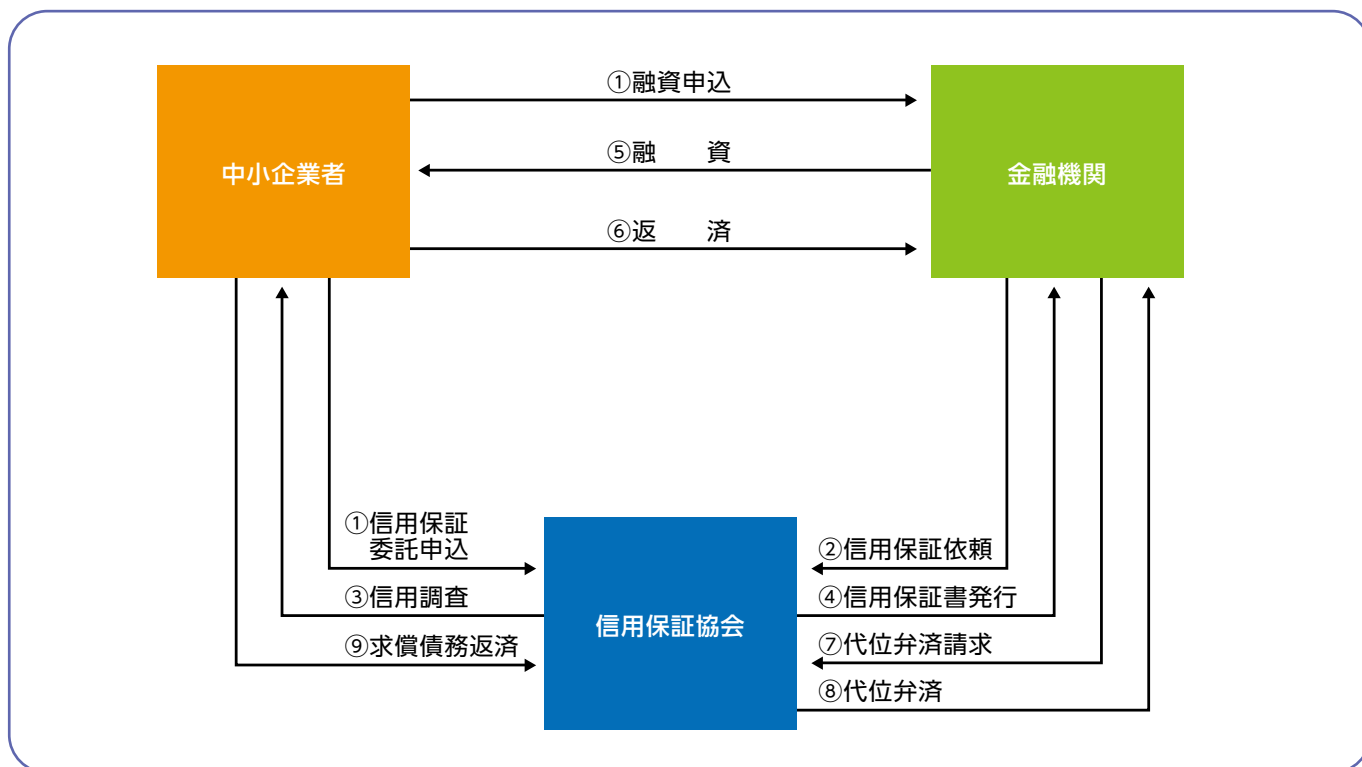 ①融資申込
中小企業者
⑤融　　資
金融機関
⑥返　　済
①信用保証
委託申込
②信用保証依頼
③信用調査
④信用保証書発行
信用保証協会
⑨求償債務返済
⑦代位弁済請求
⑧代位弁済